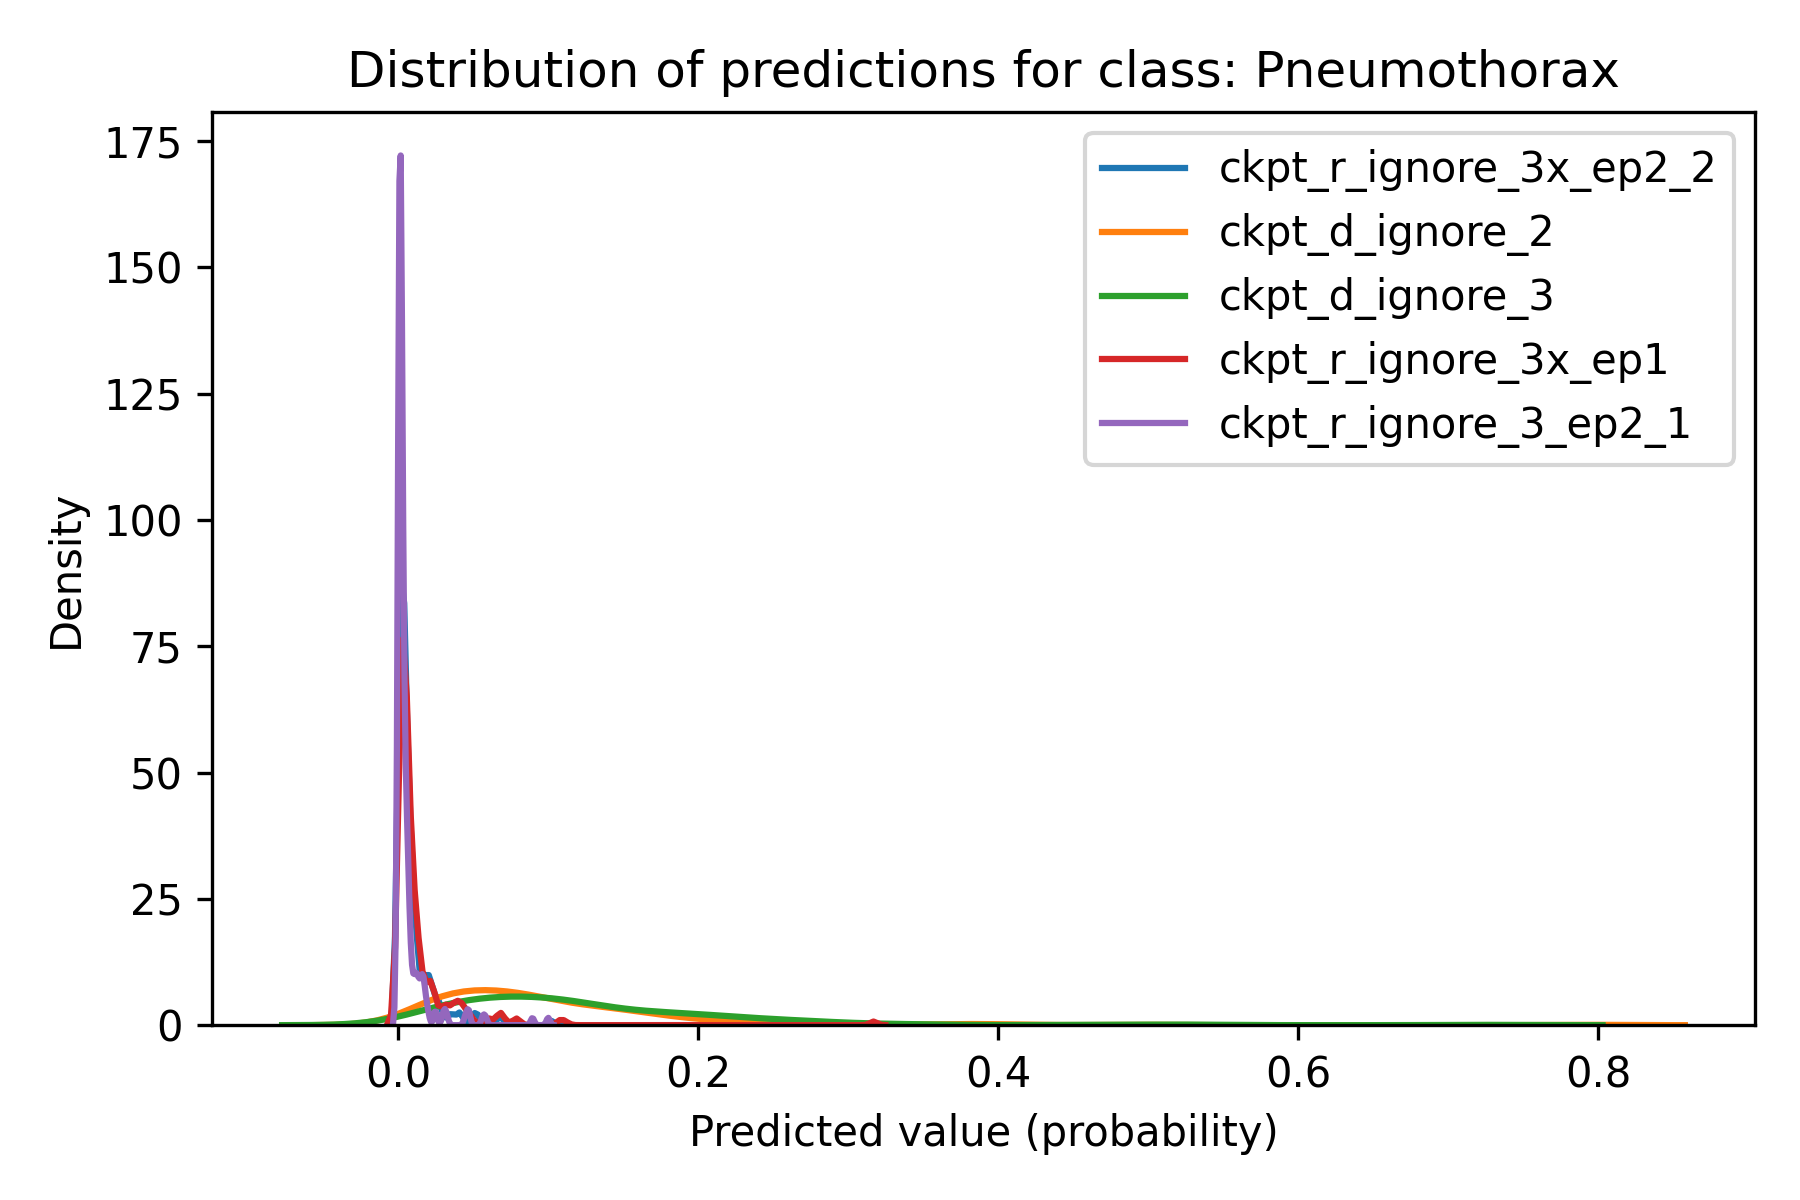 Distribution of predictions for class: Pneumothorax
175
150
125
100
75
50
25
0
Density
ckpt_r_ignore_3x_ep2_2
ckpt_d_ignore_2
ckpt_d_ignore_3
ckpt_r_ignore_3x_ep1
ckpt_r_ignore_3_ep2_1
0.0 0.2 0.4 0.6 0.8
Predicted value (probability)